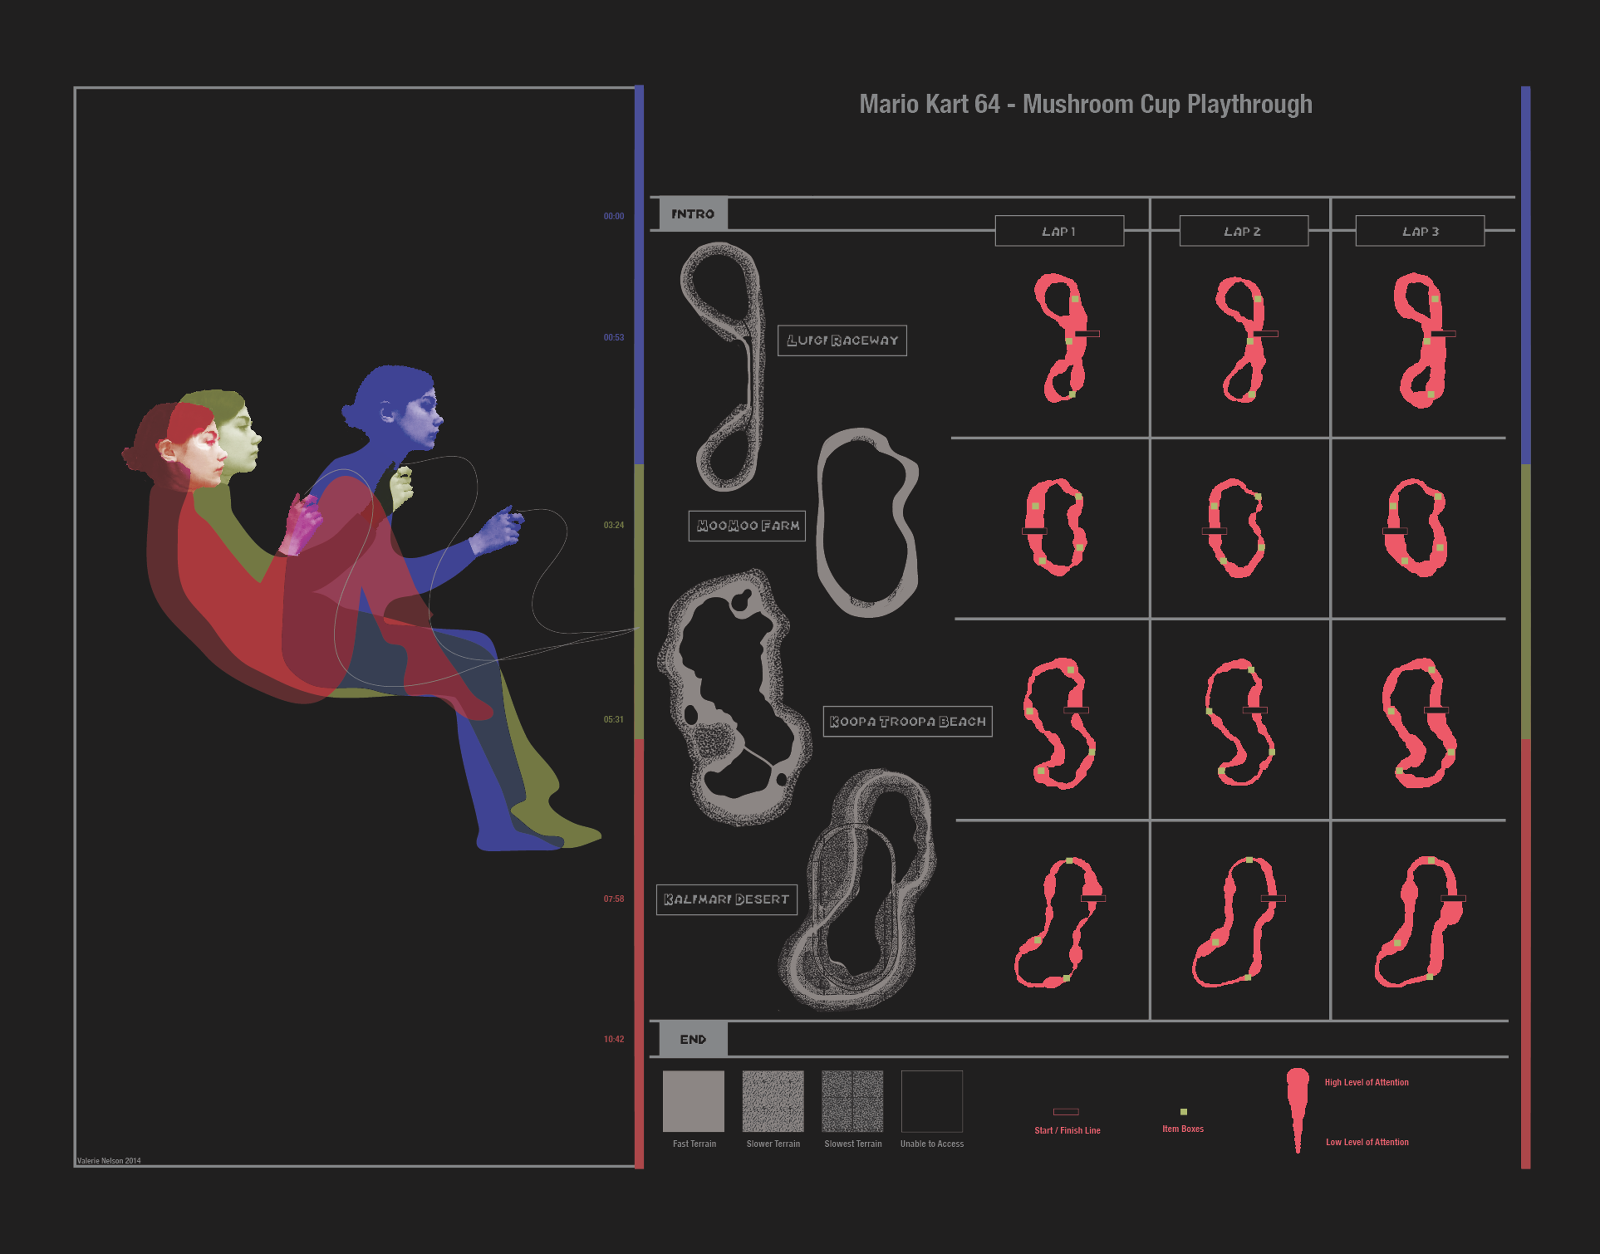 Mario Kart 64 - Mushroom Cup Playthrough
00:00
00:53
03:24
05:31
07:58
10:42
Valerie Nelson 2014
INTRO
LAP 1
LAP 2
LAP 3
LUIGI RACEWAY
MOOMOO FARM
KOOPA TROOPA BEACH
KALIMARI DESERT
END
Fast Terrain
Slower Terrain
Slowest Terrain
Unable to Access
Start / Finish Line
Item Boxes
High Level of Attention
Low Level of Attention